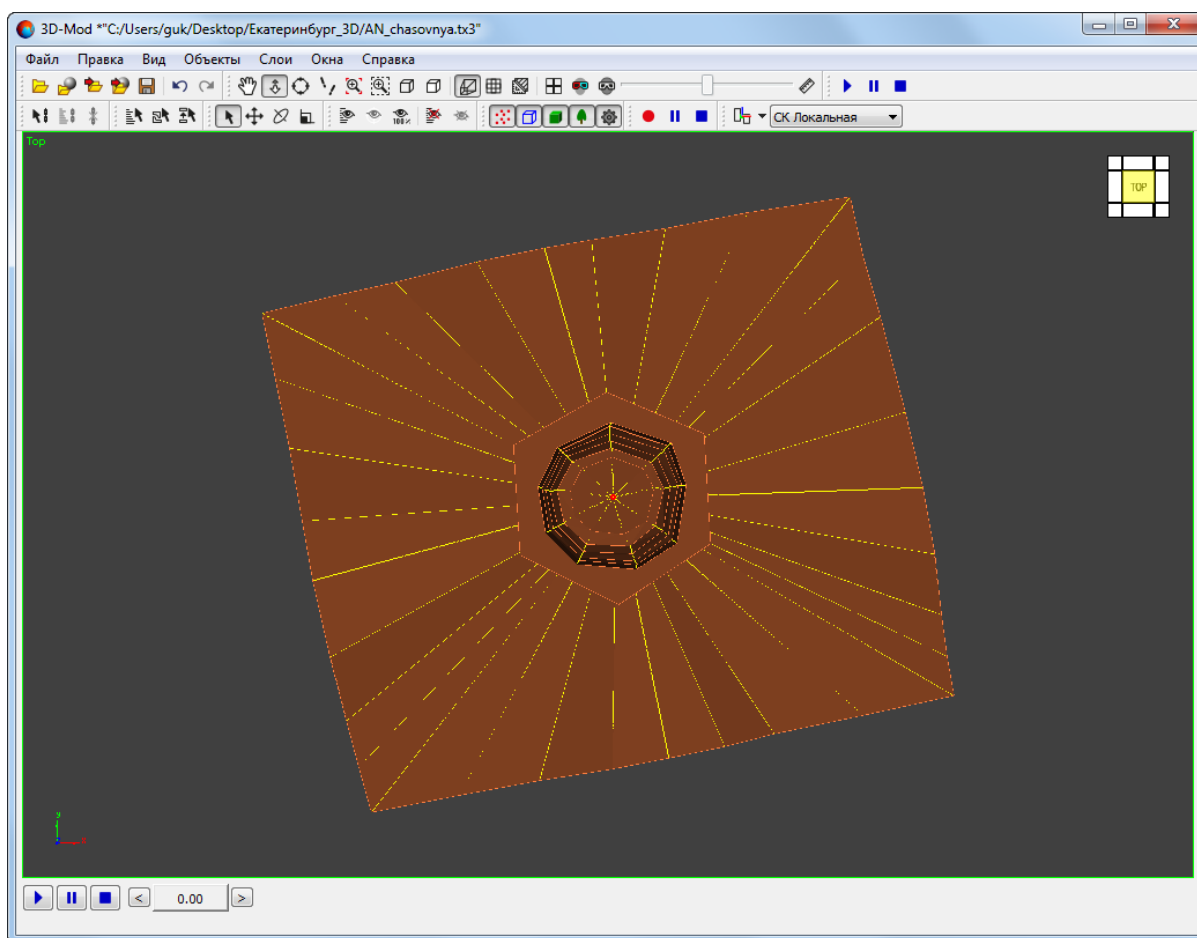 3D-Mod *"C:/Users/guk/Desktop/Екатеринбург_3D/AN_chasovnya.tx3"
Файл Правка Вид Объекты Слои Окна Справка
100%
СК Локальная
Top
TOP
y
x
0.00